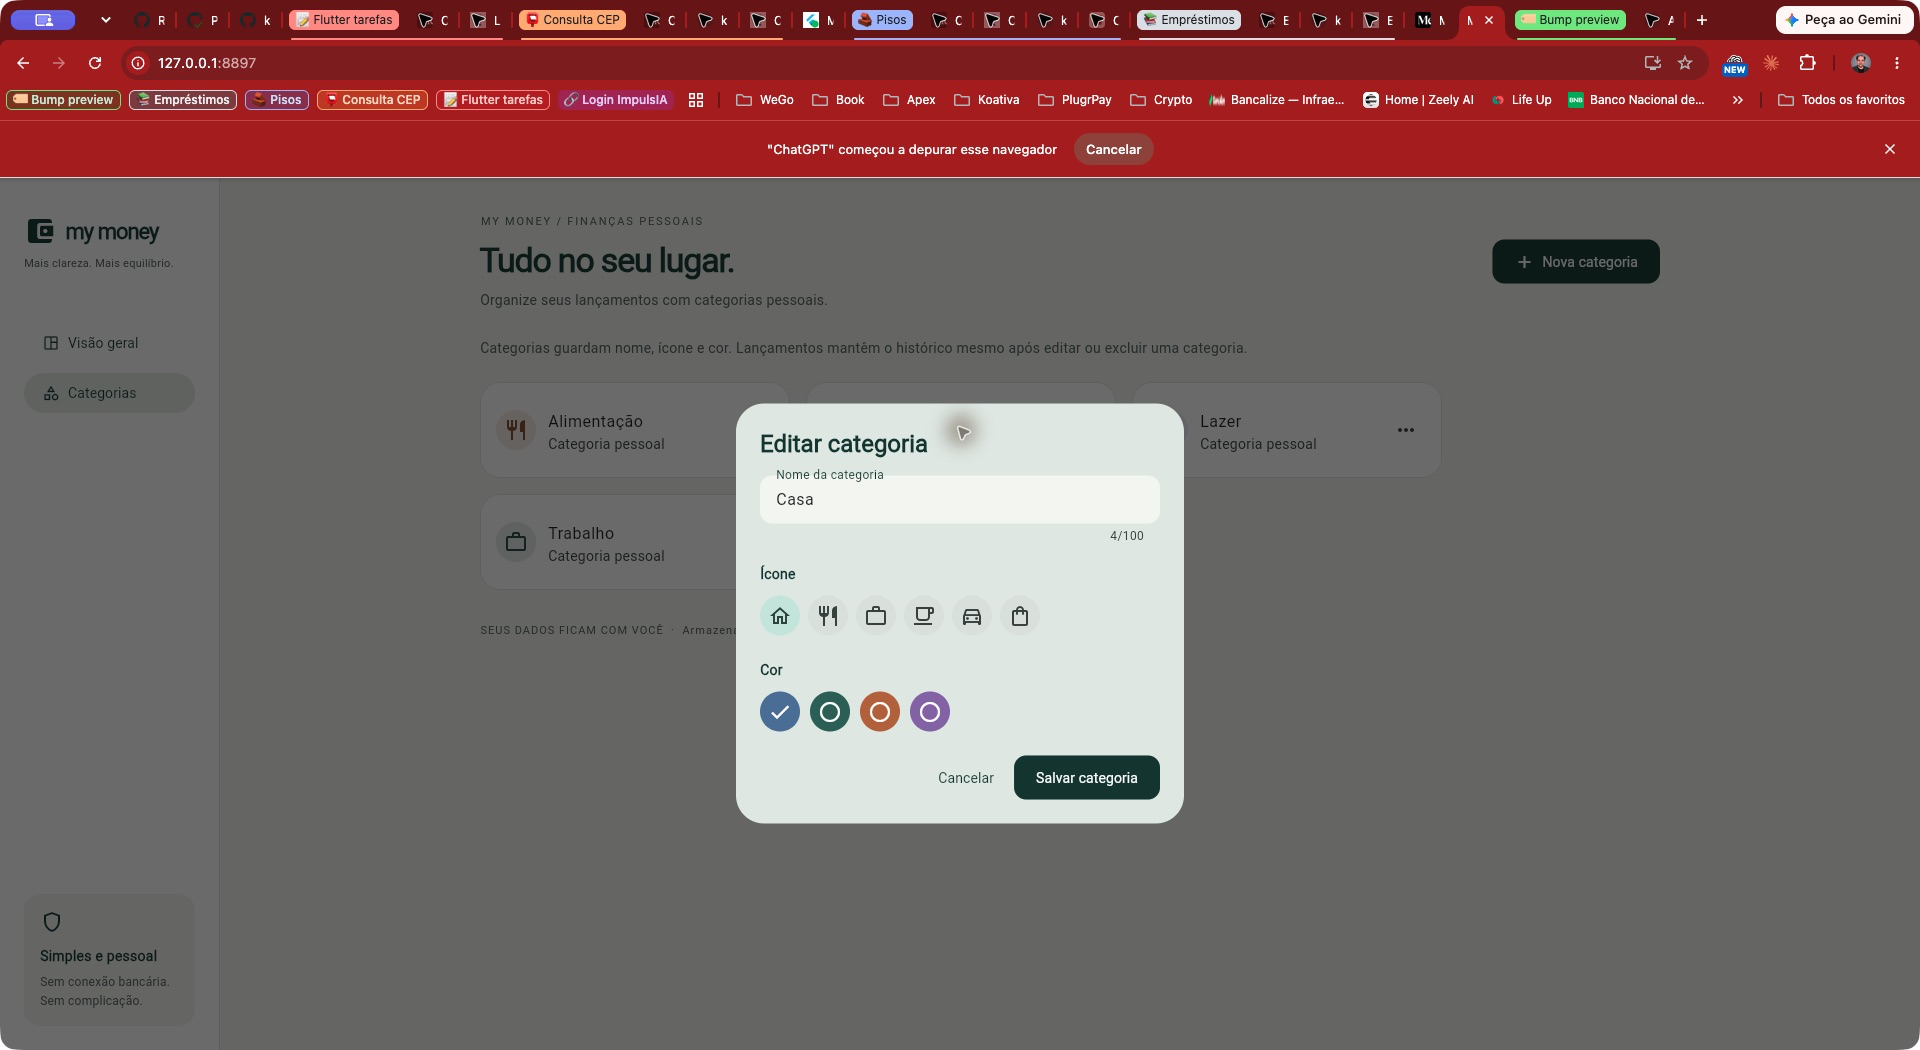 R
P
k
Flutter tarefas
C
L
Consulta CEP
C
k
C
M
Pisos
C
C
k
C
Empréstimos
E
k
E
M
Bump preview
Peça ao Gemini
127.0.0.1:8897
NEW
Bump preview
Empréstimos
Pisos
Consulta CEP
Flutter tarefas
Login ImpulsIA
WeGo
Book
Apex
Koativa
PlugrPay
Crypto
Bancalize — Infrae...
Home | Zeely AI
Life Up
BNB
Banco Nacional de...
Todos os favoritos
"ChatGPT" começou a depurar esse navegador
Cancelar
my money
Mais clareza. Mais equilíbrio.
Visão geral
Categorias
Simples e pessoal
Sem conexão bancária.
Sem complicação.
MY MONEY / FINANÇAS PESSOAIS
Tudo no seu lugar.
Nova categoria
Organize seus lançamentos com categorias pessoais.
Categorias guardam nome, ícone e cor. Lançamentos mantêm o histórico mesmo após editar ou excluir uma categoria.
Alimentação
Categoria pessoal
Lazer
Categoria pessoal
Trabalho
Categoria pessoal
SEUS DADOS FICAM COM VOCÊ · Armazena
Editar categoria
Nome da categoria
Casa
4/100
Ícone
Cor
Cancelar
Salvar categoria